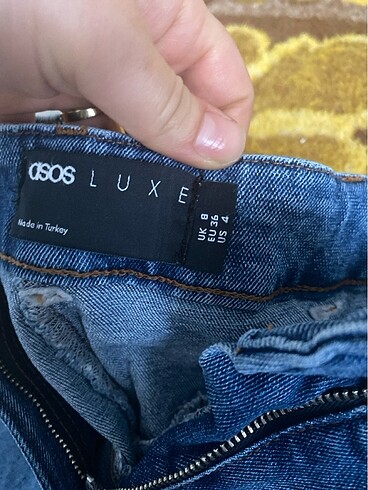 asos LUXE
Made in Turkey
UK 8
EU 36
US 4